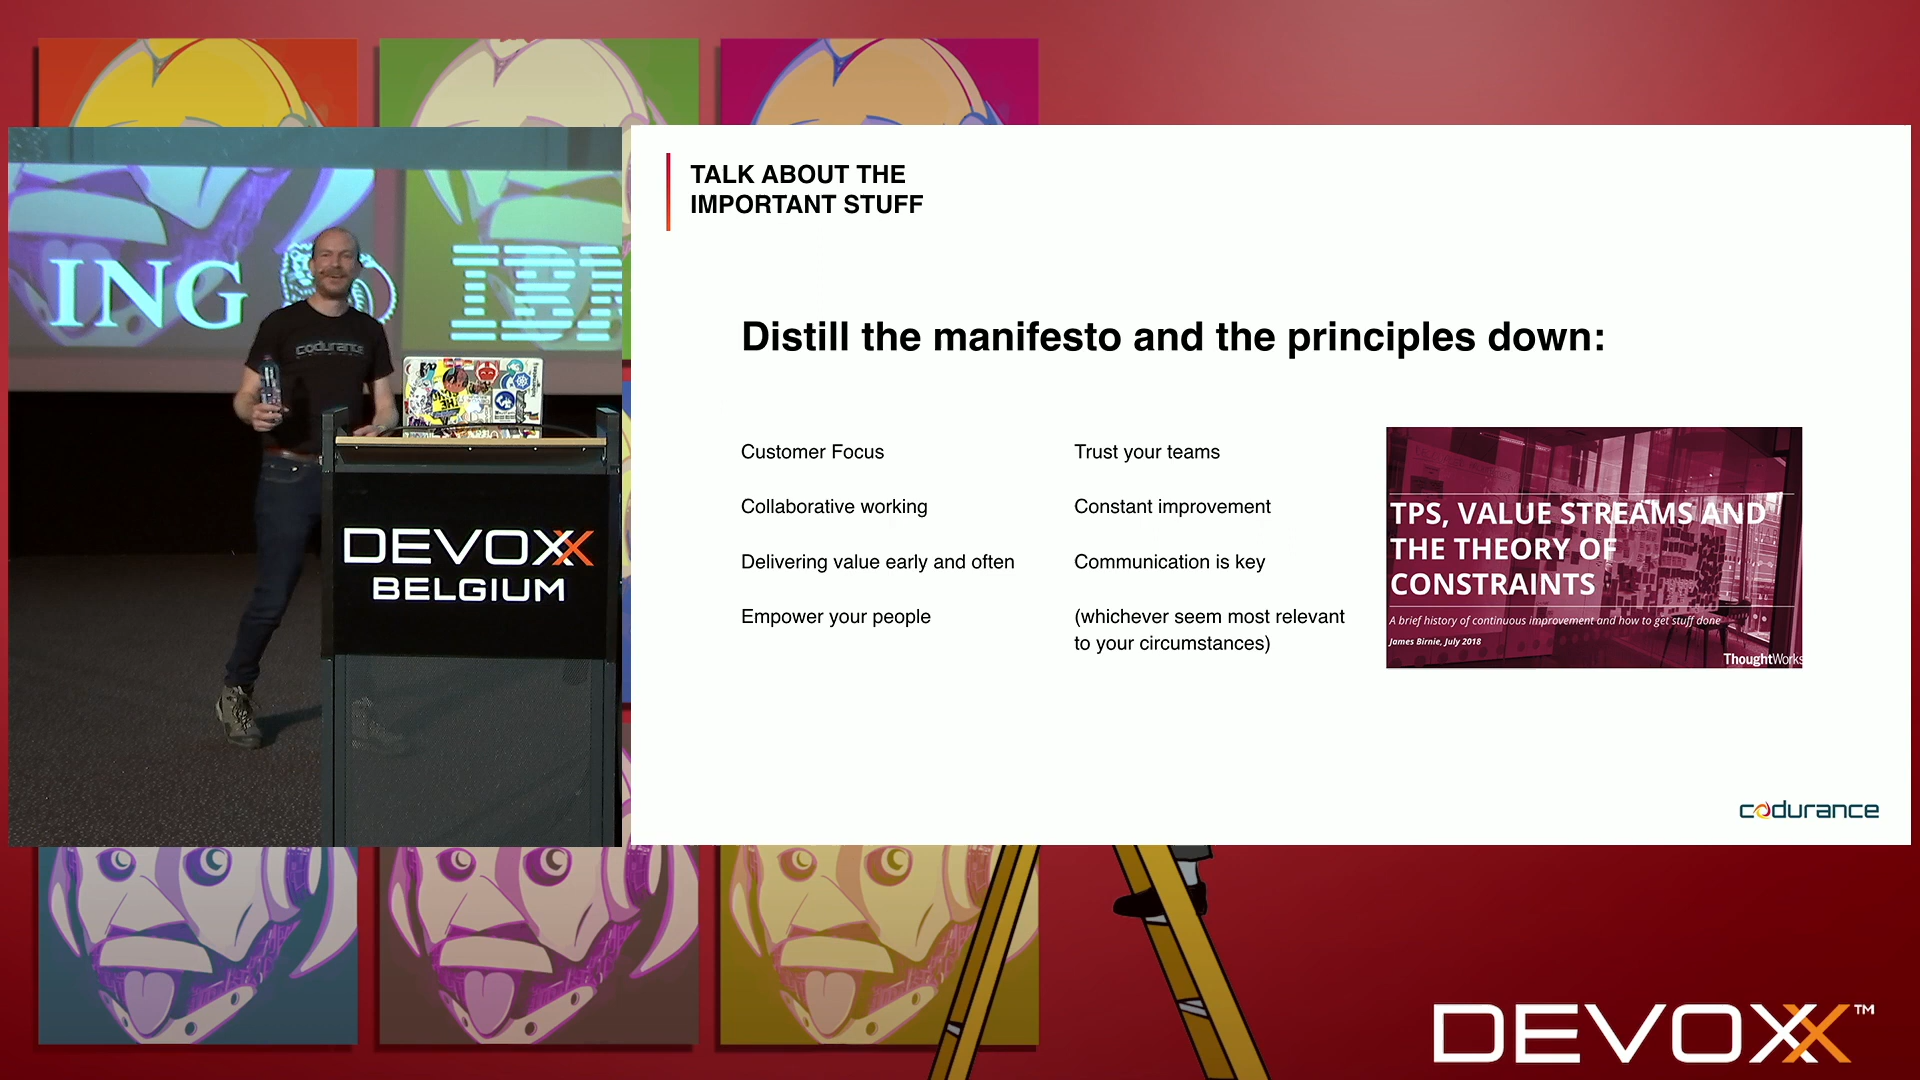 TALK ABOUT THE
IMPORTANT STUFF
Distill the manifesto and the principles down:
Customer Focus
Collaborative working
Delivering value early and often
Empower your people
Trust your teams
Constant improvement
Communication is key
(whichever seem most relevant
to your circumstances)
TPS, VALUE STREAMS AND
THE THEORY OF
CONSTRAINTS
A brief history of continuous improvement and how to get stuff done
James Birnie, July 2018
ThoughtWorks
codurance
ING
IBM
codurance
DEVOXX
BELGIUM
DEVOXX™